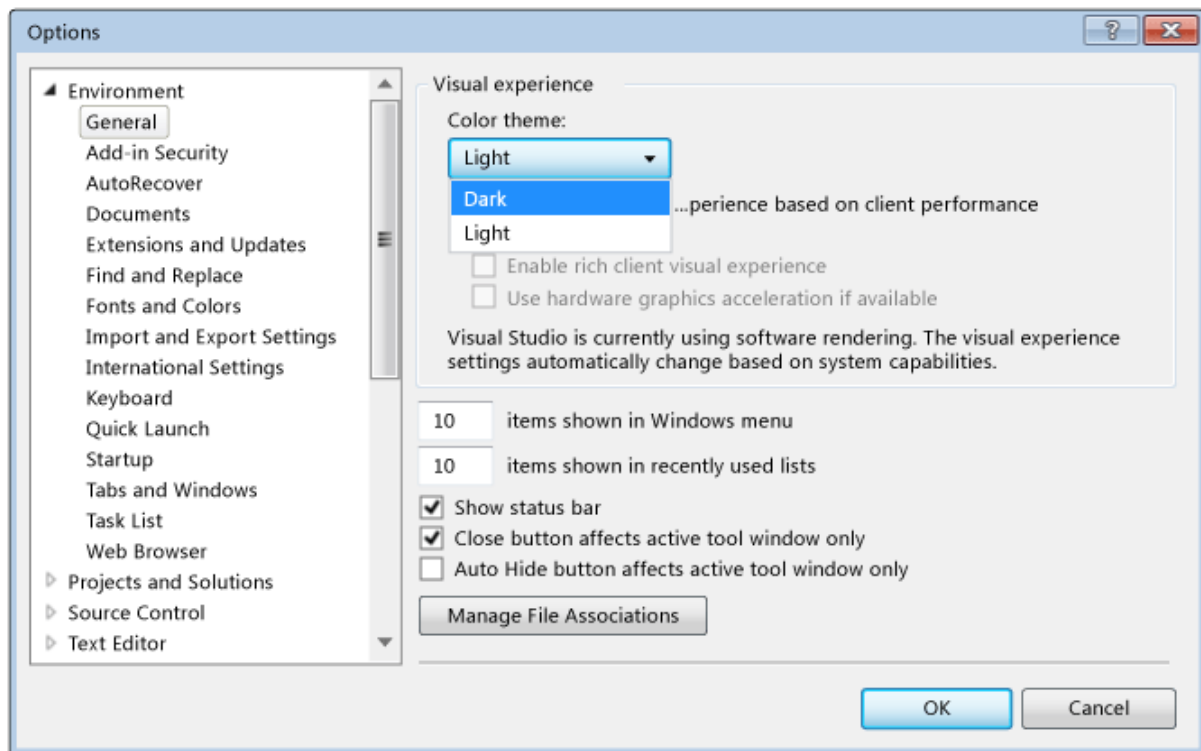 Options
Environment
General
Add-in Security
AutoRecover
Documents
Extensions and Updates
Find and Replace
Fonts and Colors
Import and Export Settings
International Settings
Keyboard
Quick Launch
Startup
Tabs and Windows
Task List
Web Browser
Projects and Solutions
Source Control
Text Editor
Visual experience
Color theme:
Light
Dark
Light
...perience based on client performance
Enable rich client visual experience
Use hardware graphics acceleration if available
Visual Studio is currently using software rendering. The visual experience
settings automatically change based on system capabilities.
10 items shown in Windows menu
10 items shown in recently used lists
Show status bar
Close button affects active tool window only
Auto Hide button affects active tool window only
Manage File Associations
OK
Cancel